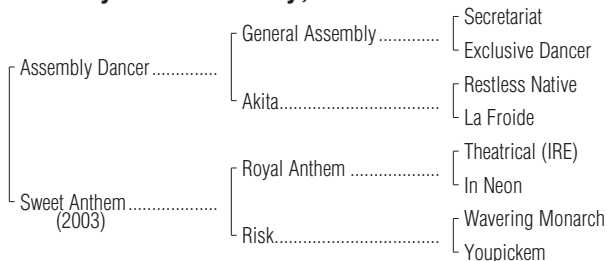 Secretariat
General Assembly..............
Exclusive Dancer
Assembly Dancer..............
Restless Native
Akita.....................................
La Froide
Theatrical (IRE)
Royal Anthem ....................
In Neon
Sweet Anthem....................
(2003)
Wavering Monarch
Risk......................................
Youpickem